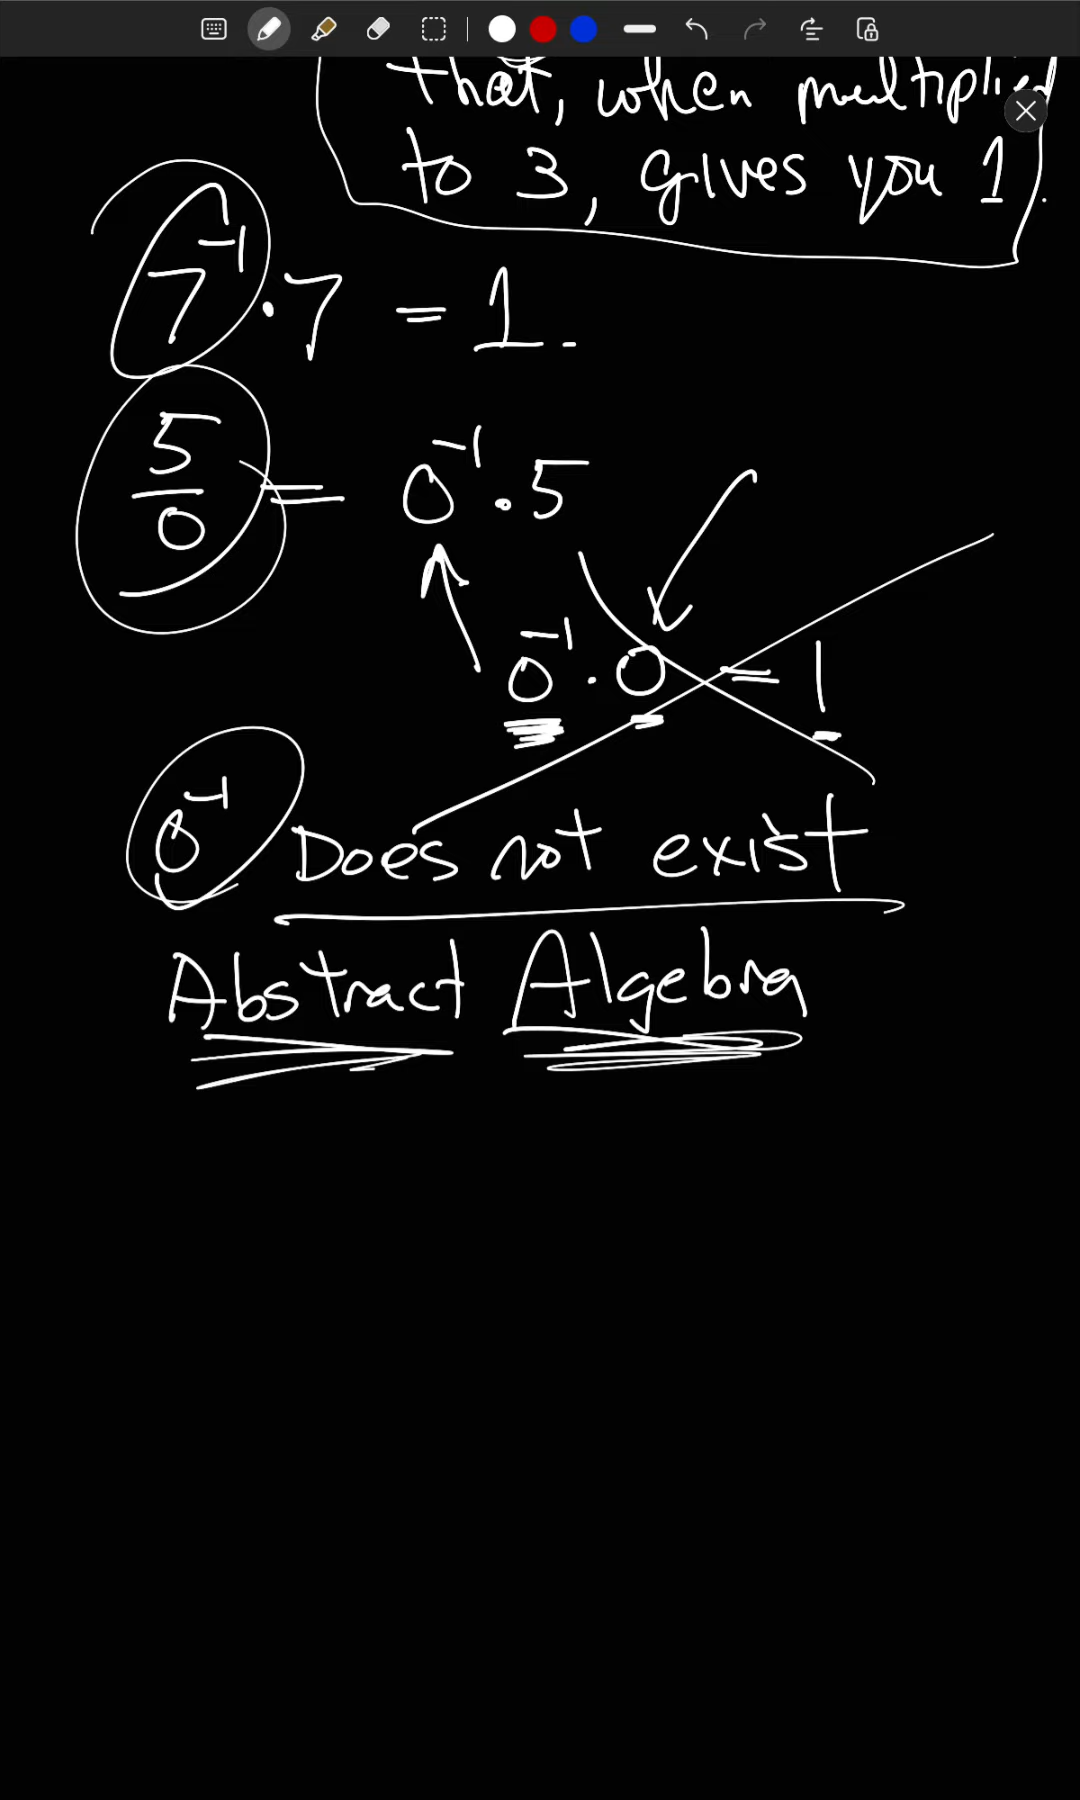 that, when multiplied
to 3, gives you 1.
7⁻¹ · 7 = 1.
5/0 = 0⁻¹ · 5
0⁻¹ · 0 = 1
0⁻¹ Does not exist
Abstract Algebra